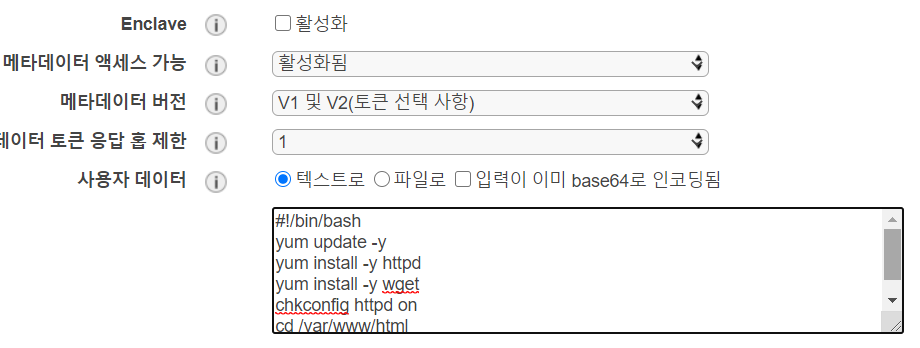 Enclave 활성화
메타데이터 액세스 가능 활성화됨
메타데이터 버전 V1 및 V2(토큰 선택 사항)
데이터 토큰 응답 홉 제한 1
사용자 데이터 텍스트로 파일로 입력이 이미 base64로 인코딩됨
#!/bin/bash
yum update -y
yum install -y httpd
yum install -y wget
chkconfig httpd on
cd /var/www/html